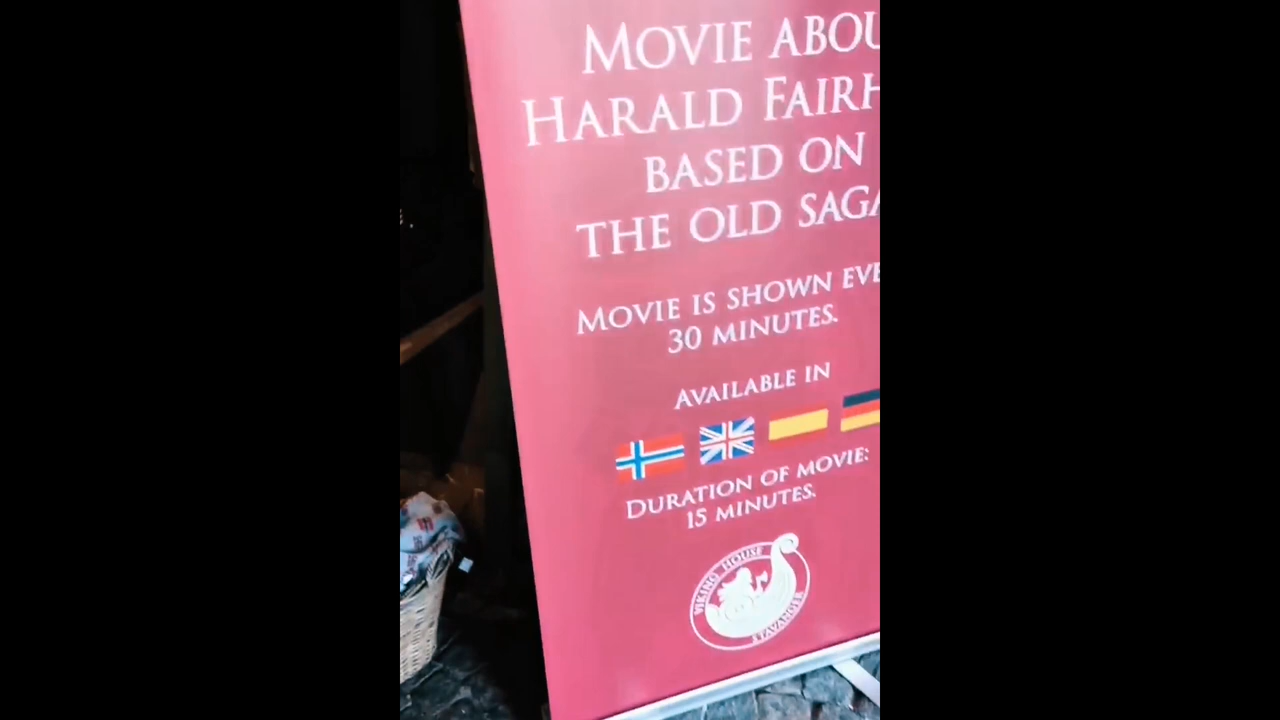 MOVIE ABOU
HARALD FAIRH
BASED ON
THE OLD SAGA
MOVIE IS SHOWN EVE
30 MINUTES.
AVAILABLE IN
DURATION OF MOVIE:
15 MINUTES.
VIKING HOUSE
STAVANGER